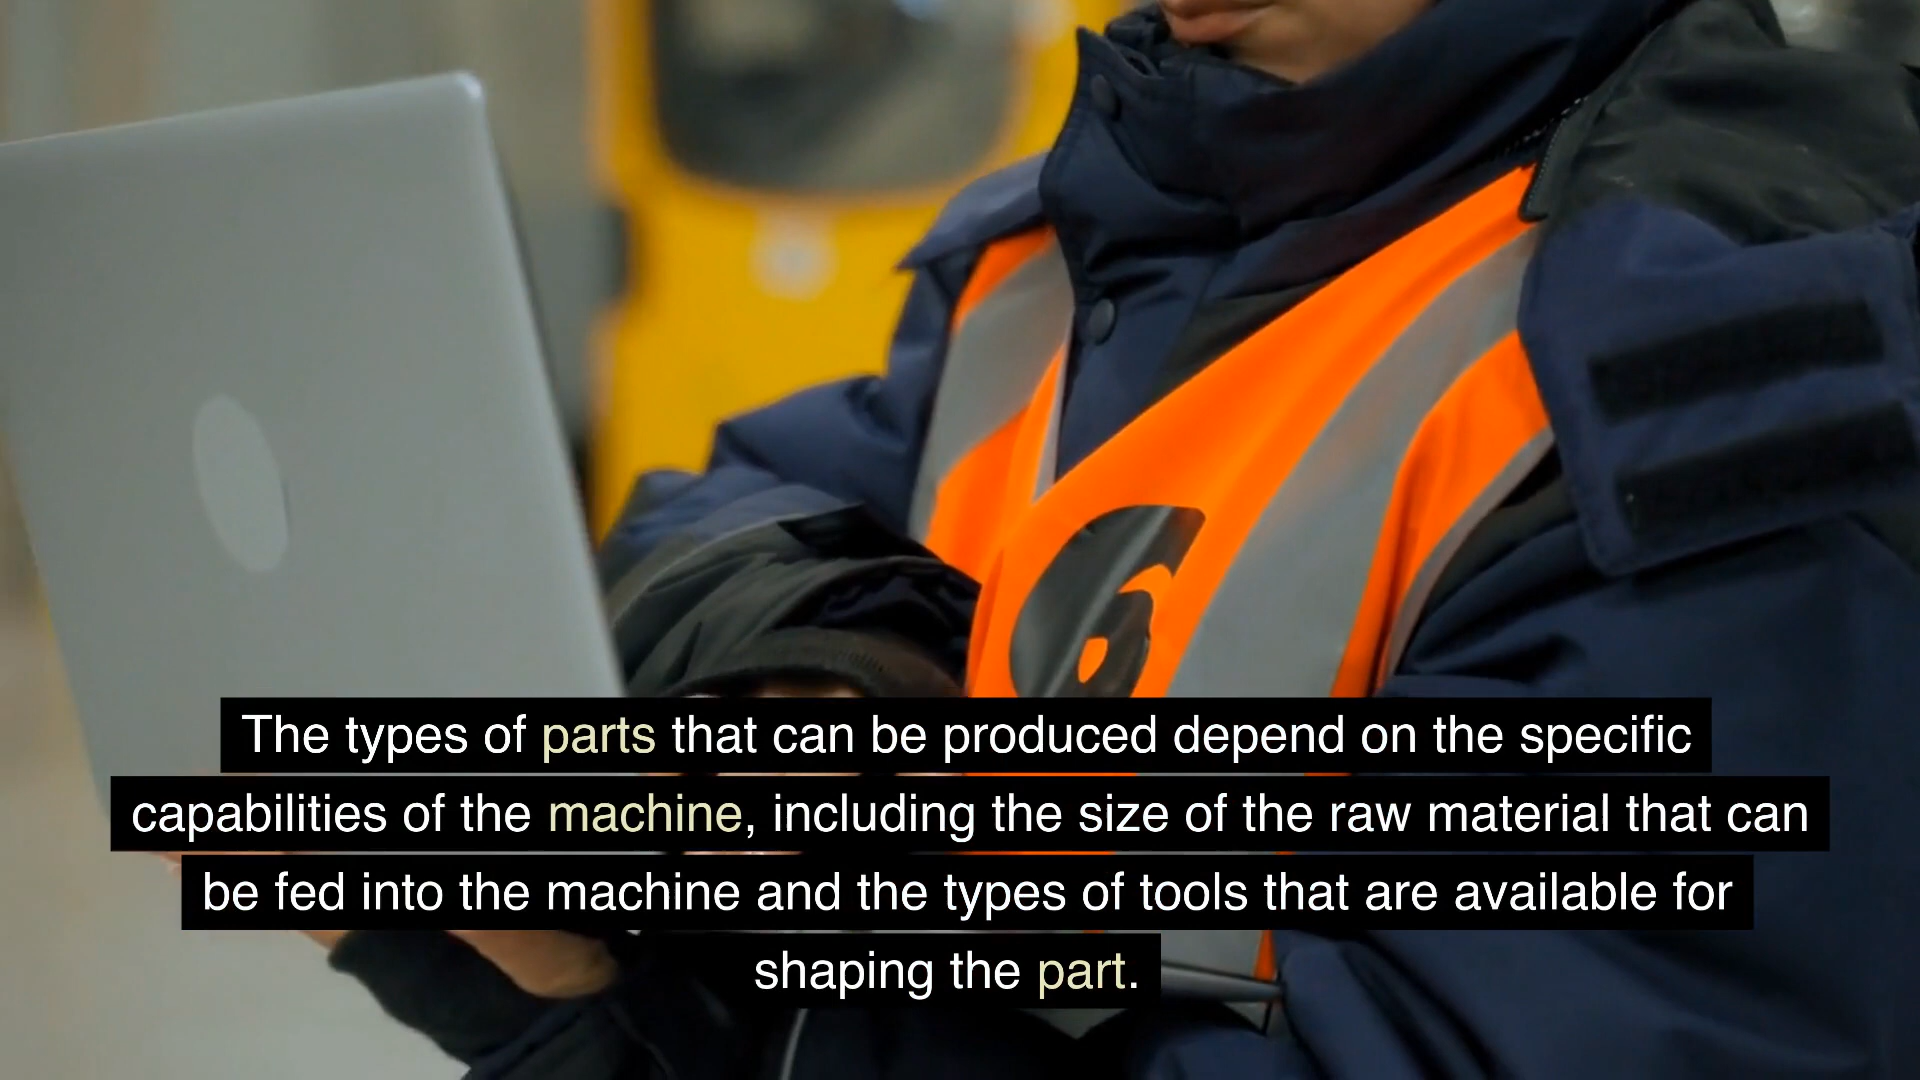 6
The types of parts that can be produced depend on the specific
capabilities of the machine, including the size of the raw material that can
be fed into the machine and the types of tools that are available for
shaping the part.